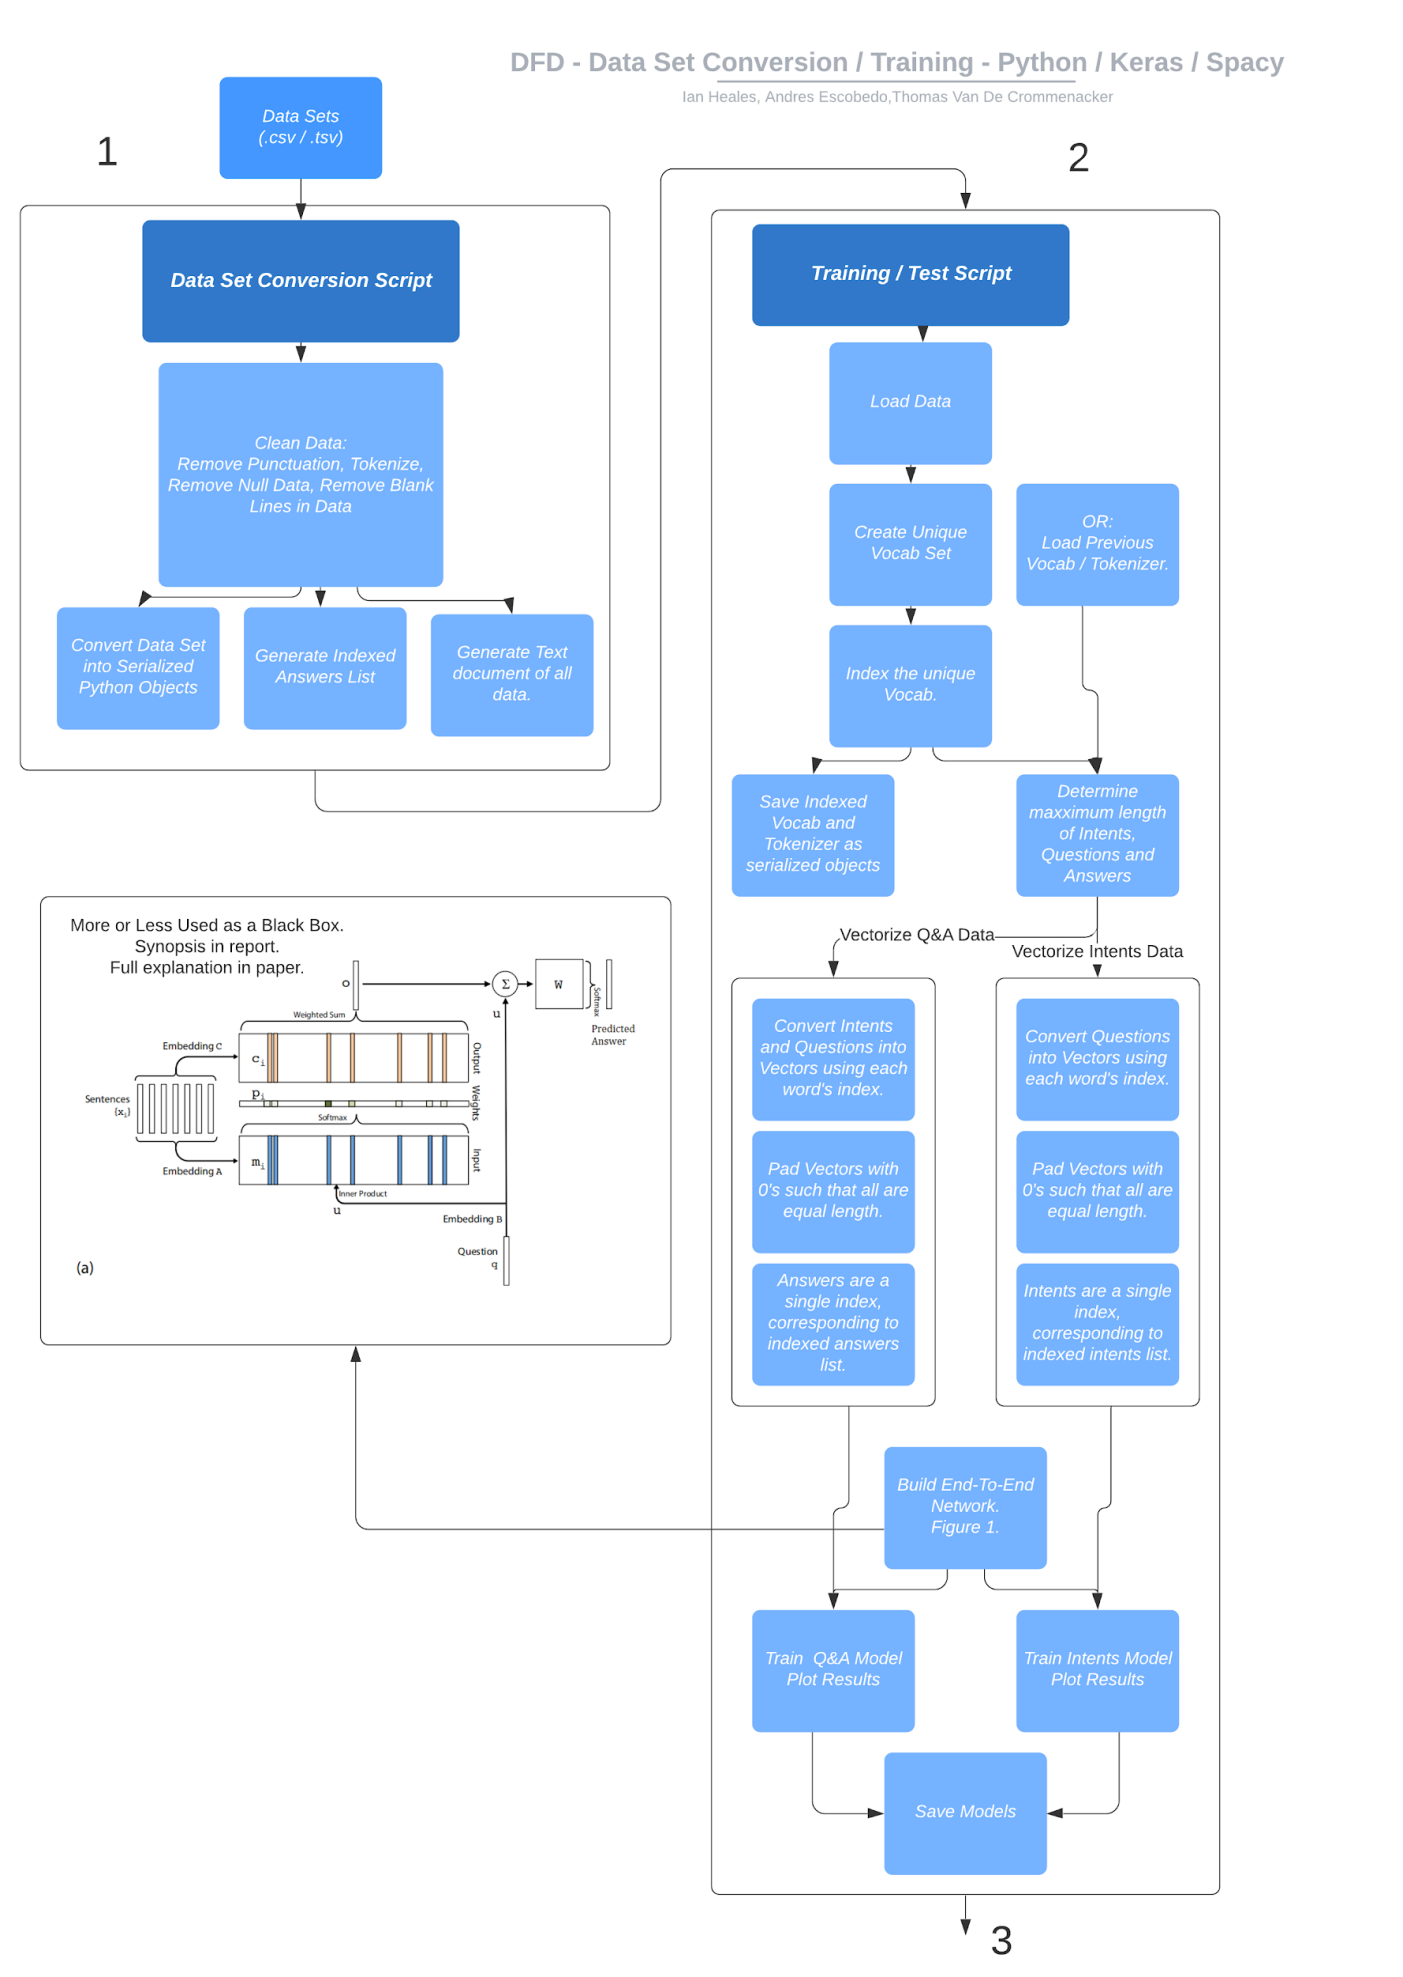 DFD - Data Set Conversion / Training - Python / Keras / Spacy
Ian Heales, Andres Escobedo,Thomas Van De Crommenacker
1
Data Sets
(.csv / .tsv)
Data Set Conversion Script
Clean Data:
Remove Punctuation, Tokenize,
Remove Null Data, Remove Blank
Lines in Data
Convert Data Set
into Serialized
Python Objects
Generate Indexed
Answers List
Generate Text
document of all
data.
2
Training / Test Script
Load Data
Create Unique
Vocab Set
OR:
Load Previous
Vocab / Tokenizer.
Index the unique
Vocab.
Save Indexed
Vocab and
Tokenizer as
serialized objects
Determine
maxximum length
of Intents,
Questions and
Answers
Vectorize Q&A Data
Vectorize Intents Data
Convert Intents
and Questions into
Vectors using each
word's index.
Pad Vectors with
0's such that all are
equal length.
Answers are a
single index,
corresponding to
indexed answers
list.
Convert Questions
into Vectors using
each word's index.
Pad Vectors with
0's such that all are
equal length.
Intents are a single
index,
corresponding to
indexed intents list.
Build End-To-End
Network.
Figure 1.
Train  Q&A Model
Plot Results
Train Intents Model
Plot Results
Save Models
3
More or Less Used as a Black Box.
Synopsis in report.
Full explanation in paper.
o
Σ
W
Softmax
u
Predicted
Answer
Weighted Sum
Embedding C
ci
Output
Sentences
{xi}
pi
Weights
Softmax
Embedding A
mi
Input
Inner Product
u
Embedding B
Question
q
(a)